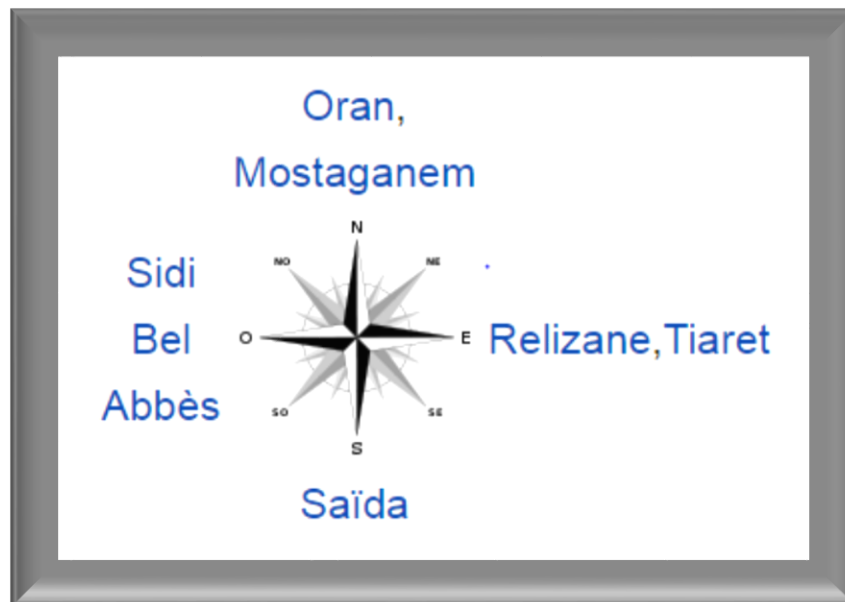 Oran,
Mostaganem
N
NO NE
Sidi
Bel
Abbès
O E
Relizane,Tiaret
SO SE
S
Saïda